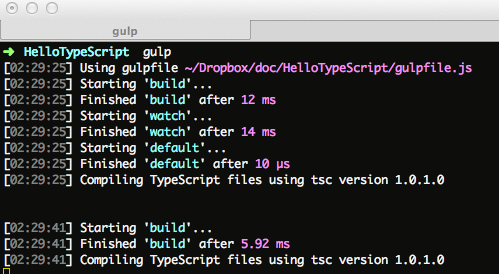 gulp
➜ HelloTypeScript gulp
[02:29:25] Using gulpfile ~/Dropbox/doc/HelloTypeScript/gulpfile.js
[02:29:25] Starting 'build'...
[02:29:25] Finished 'build' after 12 ms
[02:29:25] Starting 'watch'...
[02:29:25] Finished 'watch' after 14 ms
[02:29:25] Starting 'default'...
[02:29:25] Finished 'default' after 10 μs
[02:29:25] Compiling TypeScript files using tsc version 1.0.1.0
[02:29:41] Starting 'build'...
[02:29:41] Finished 'build' after 5.92 ms
[02:29:41] Compiling TypeScript files using tsc version 1.0.1.0